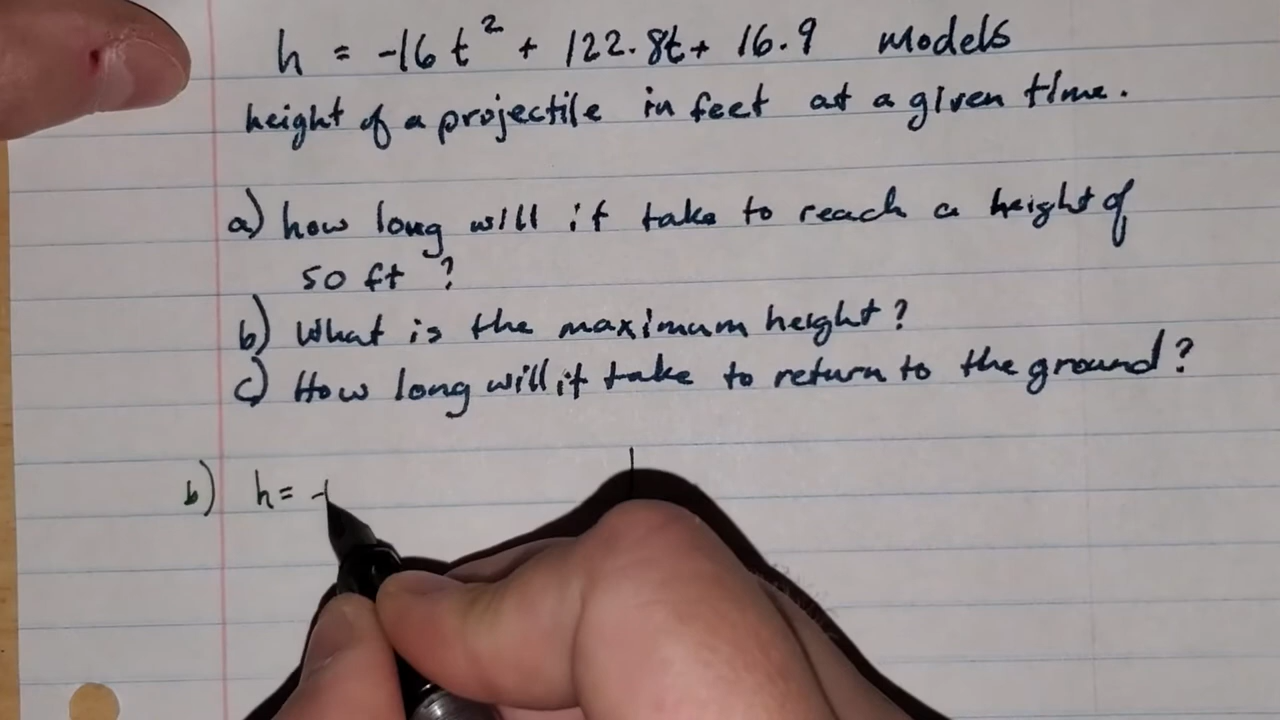 h = -16t² + 122.8t + 16.9 models
height of a projectile in feet at a given time.
a) how long will it take to reach a height of
50 ft ?
b) What is the maximum height?
c) How long will it take to return to the ground?
b) h = -1